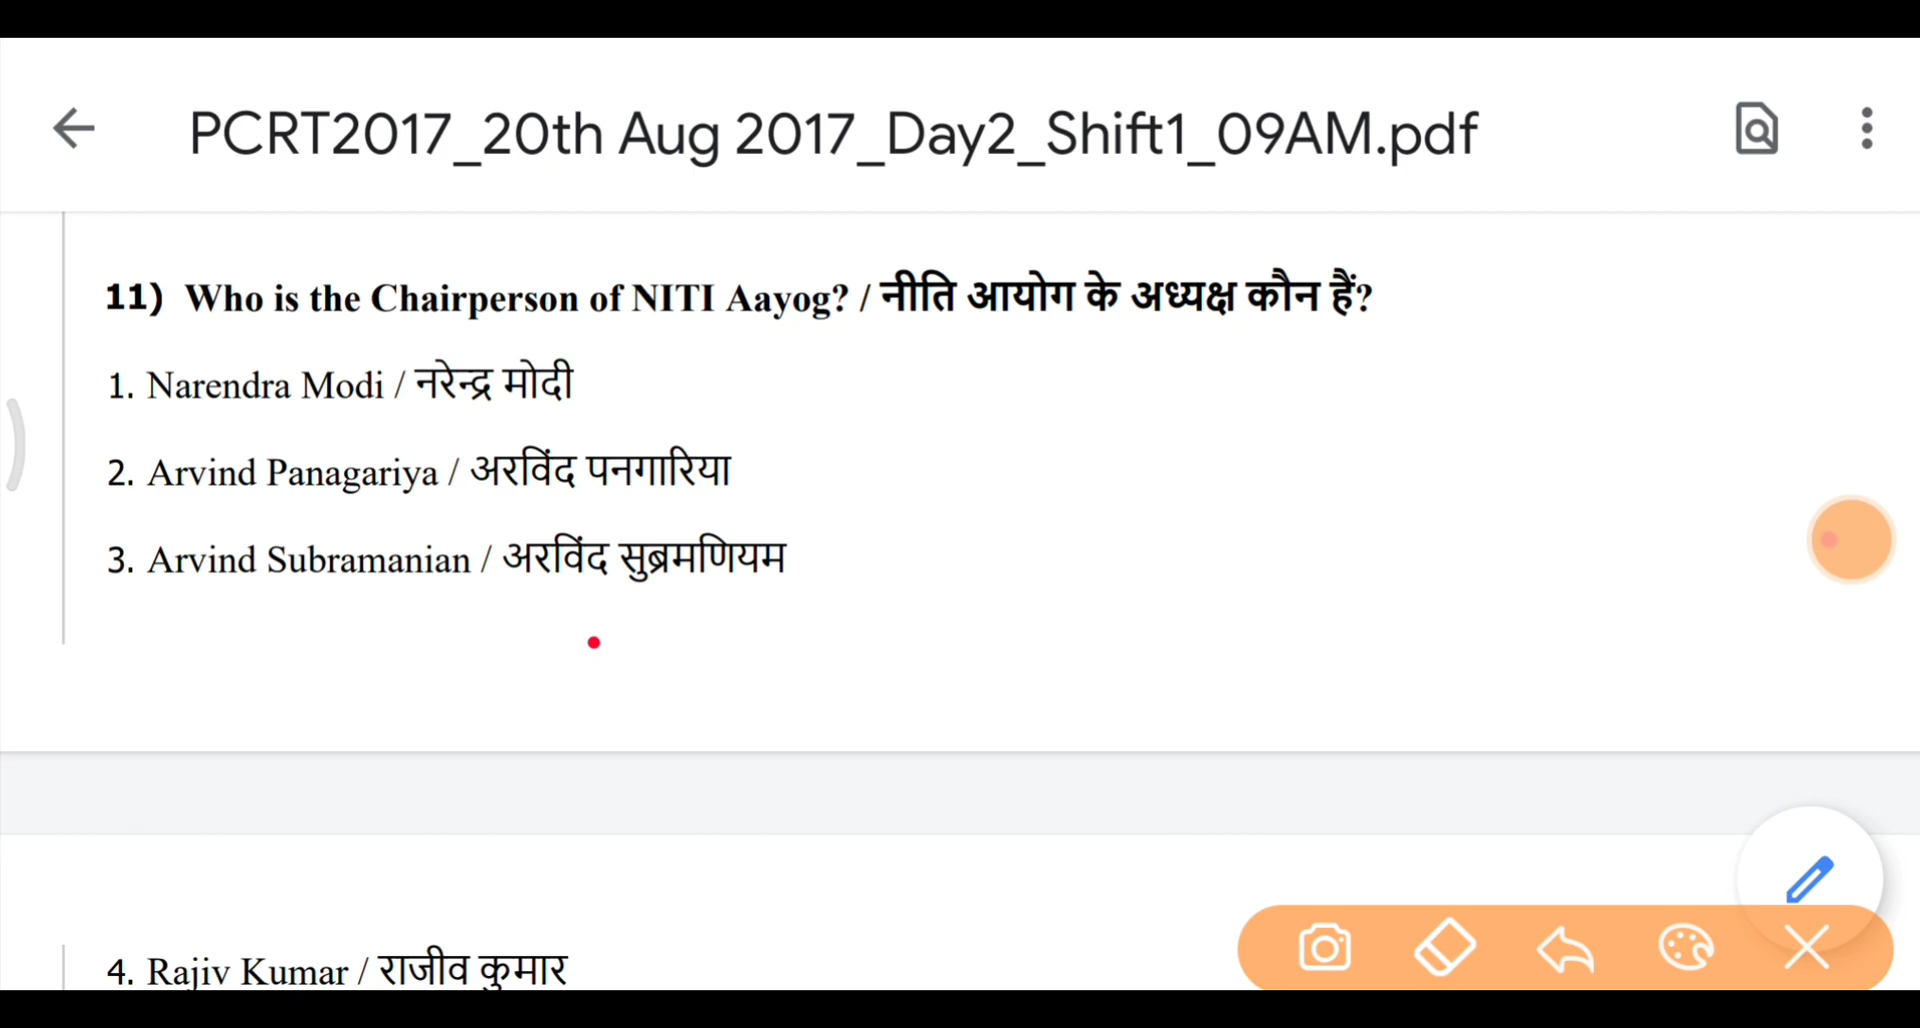 PCRT2017_20th Aug 2017_Day2_Shift1_09AM.pdf
11) Who is the Chairperson of NITI Aayog? / नीति आयोग के अध्यक्ष कौन हैं?
1. Narendra Modi / नरेन्द्र मोदी
2. Arvind Panagariya / अरविंद पनगारिया
3. Arvind Subramanian / अरविंद सुब्रमणियम
4. Rajiv Kumar / राजीव कुमार